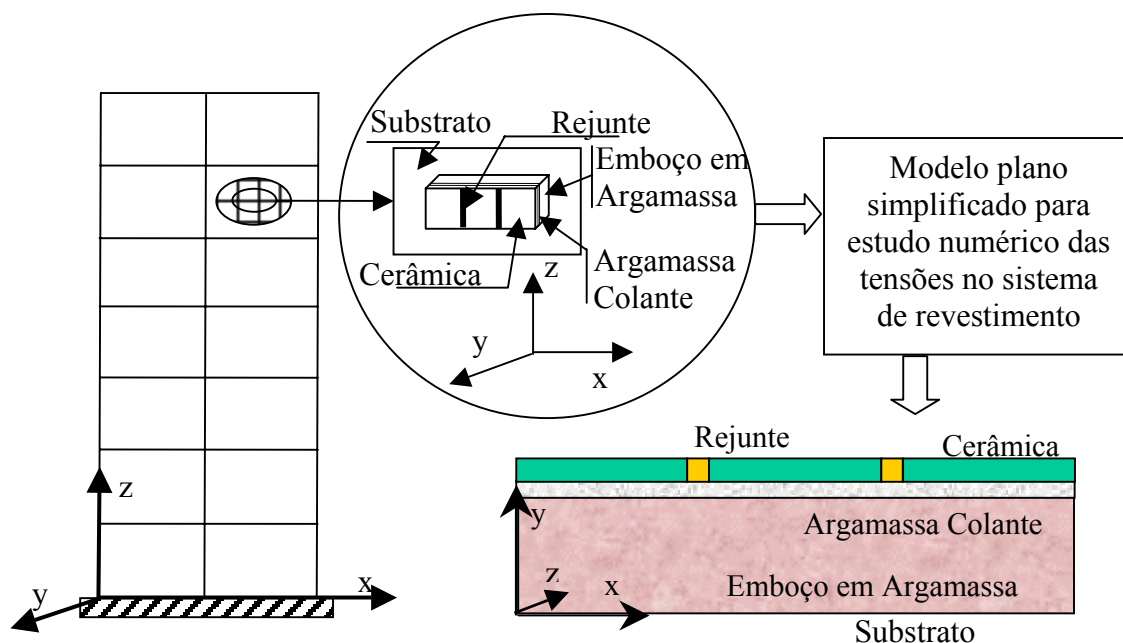 Substrato
Rejunte
Emboço em
Argamassa
Cerâmica
Argamassa
Colante
z
y
x
Modelo plano
simplificado para
estudo numérico das
tensões no sistema
de revestimento
z
y
x
Rejunte
Cerâmica
y
Argamassa Colante
z
x
Emboço em Argamassa
Substrato